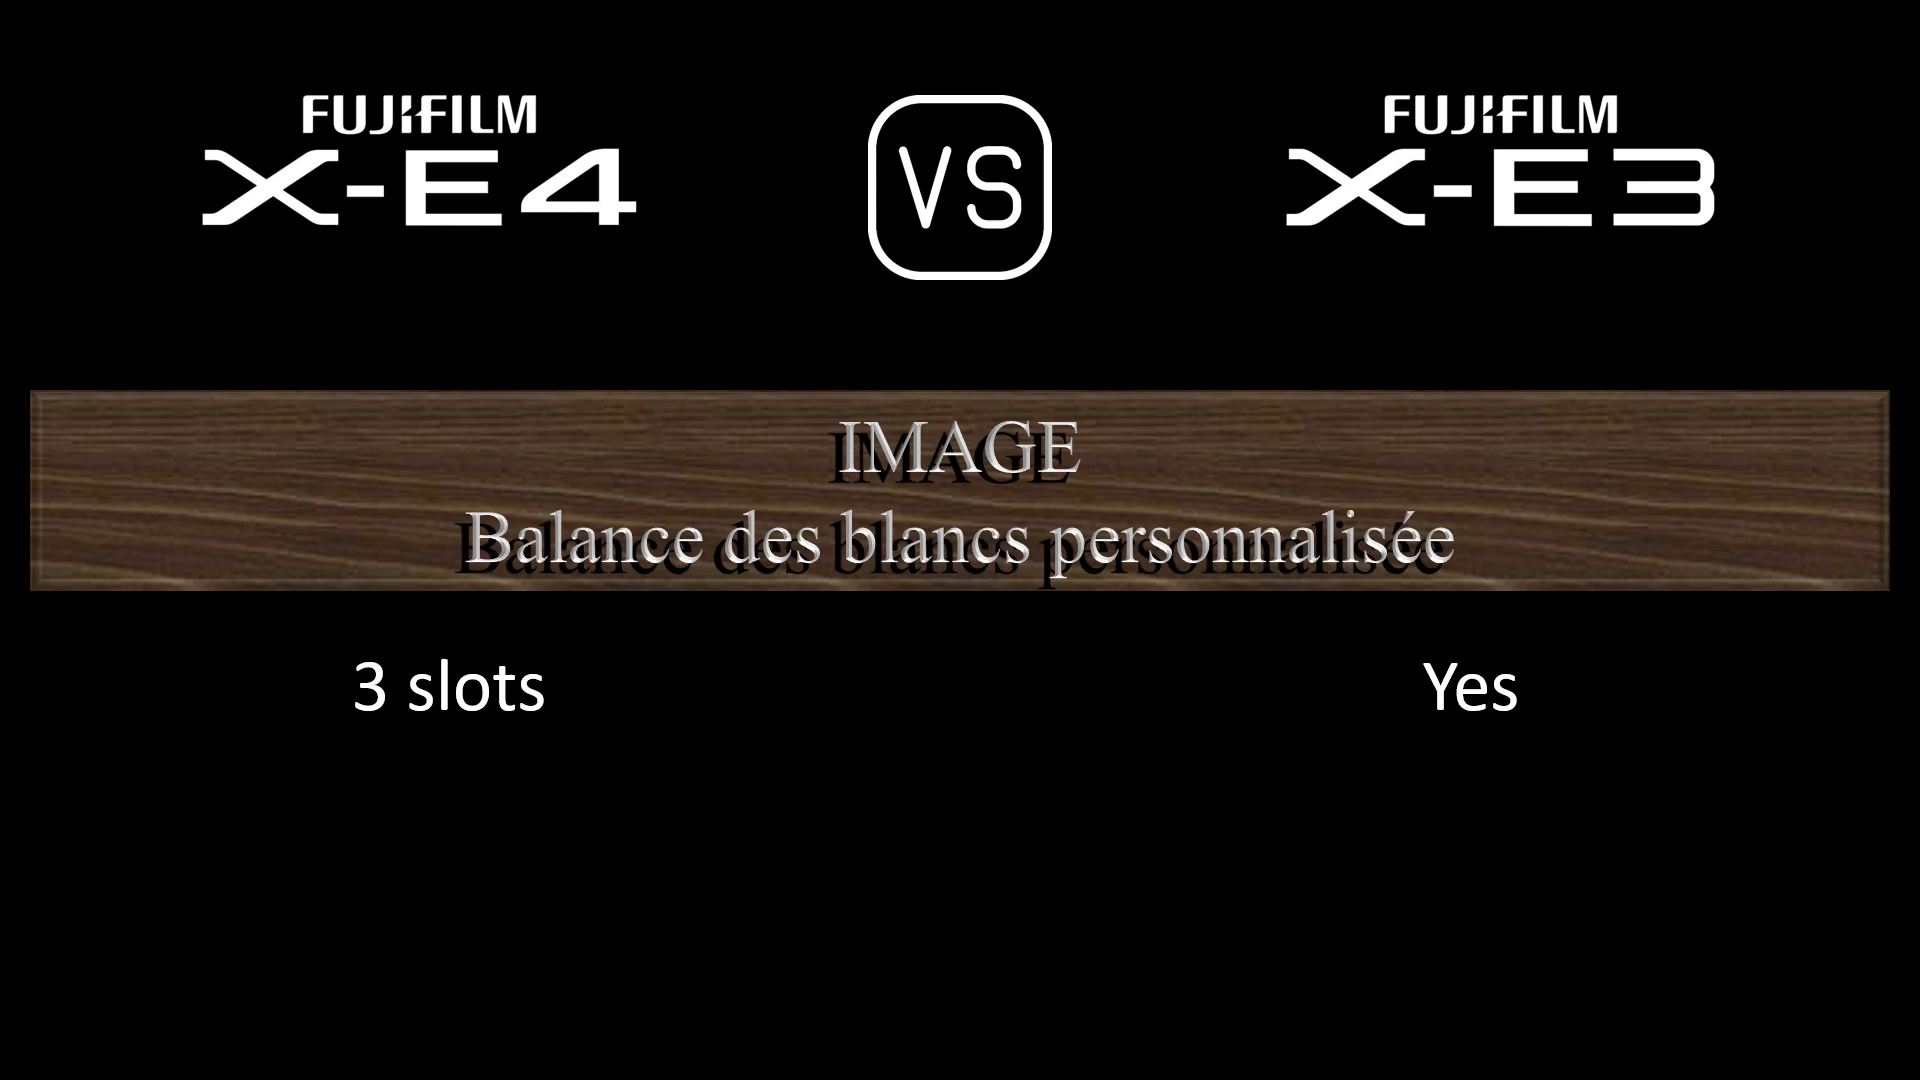 FUJIFILM
X-E4
VS
FUJIFILM
X-E3
IMAGE
Balance des blancs personnalisée
3 slots
Yes